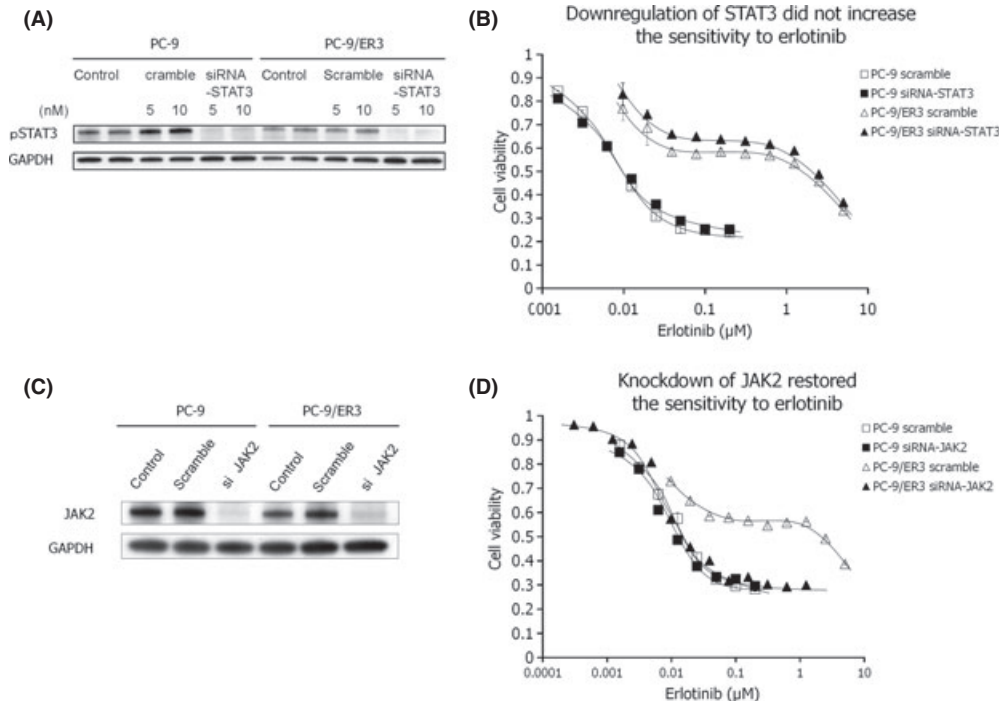 (A)
PC-9 PC-9/ER3
Control cramble siRNA Control Scramble siRNA
-STAT3 -STAT3
(nM) 5 10 5 10 5 10 5 10
pSTAT3
GAPDH
(B)
Downregulation of STAT3 did not increase
the sensitivity to erlotinib
1
0.9
0.8
0.7
0.6
0.5
0.4
0.3
0.2
0.1
0
Cell viability
0001 0.01 0.1 1 10
Erlotinib (µM)
PC-9 scramble
PC-9 siRNA-STAT3
PC-9/ER3 scramble
PC-9/ER3 siRNA-STAT3
(C)
PC-9 PC-9/ER3
Control Scramble si JAK2 Control Scramble si JAK2
JAK2
GAPDH
(D)
Knockdown of JAK2 restored
the sensitivity to erlotinib
1
0.9
0.8
0.7
0.6
0.5
0.4
0.3
0.2
0.1
0
Cell viability
0.0001 0.001 0.01 0.1 1 10
Erlotinib (µM)
PC-9 scramble
PC-9 siRNA-JAK2
PC-9/ER3 scramble
PC-9/ER3 siRNA-JAK2